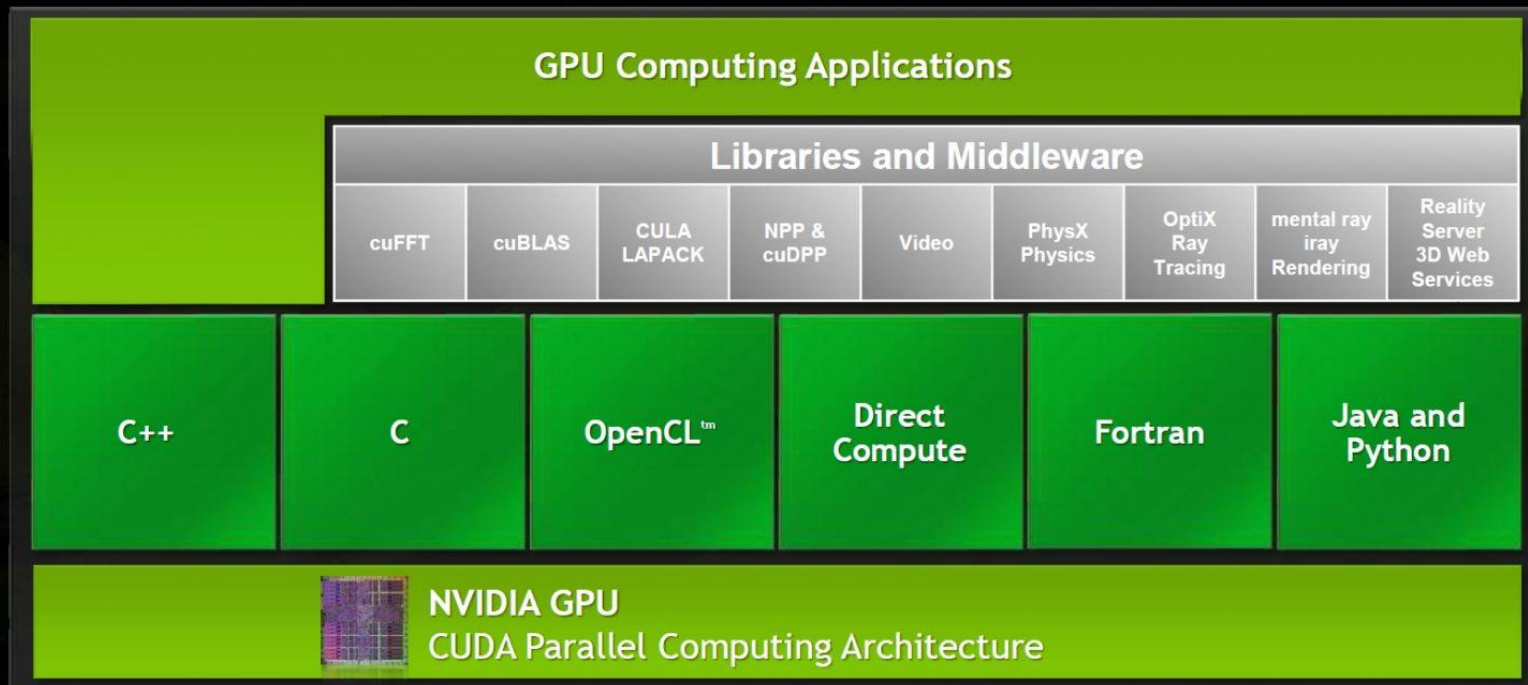 GPU Computing Applications
Libraries and Middleware
cuFFT
cuBLAS
CULA
LAPACK
NPP &
cuDPP
Video
PhysX
Physics
OptiX
Ray
Tracing
mental ray
iray
Rendering
Reality
Server
3D Web
Services
C++
C
OpenCL™
Direct
Compute
Fortran
Java and
Python
NVIDIA GPU
CUDA Parallel Computing Architecture